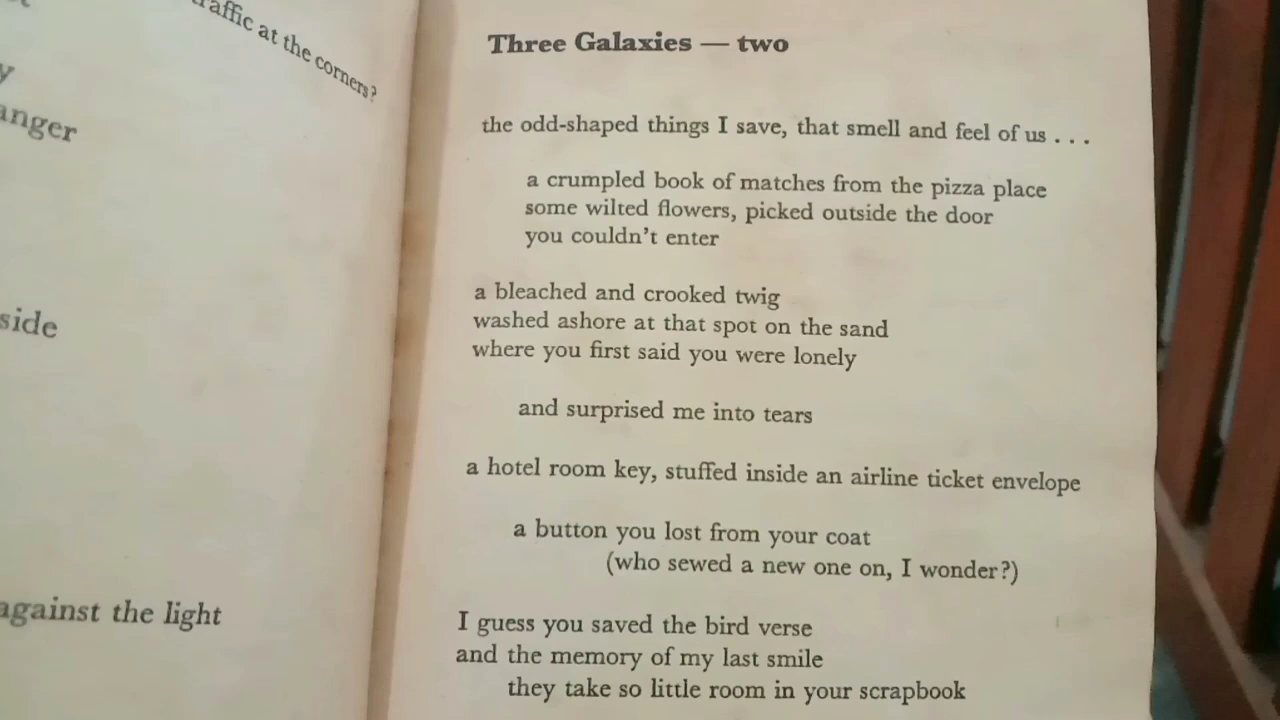 traffic at the corners?
anger
side
against the light
Three Galaxies — two
the odd-shaped things I save, that smell and feel of us . . .
a crumpled book of matches from the pizza place
some wilted flowers, picked outside the door
you couldn't enter
a bleached and crooked twig
washed ashore at that spot on the sand
where you first said you were lonely
and surprised me into tears
a hotel room key, stuffed inside an airline ticket envelope
a button you lost from your coat
(who sewed a new one on, I wonder?)
I guess you saved the bird verse
and the memory of my last smile
they take so little room in your scrapbook